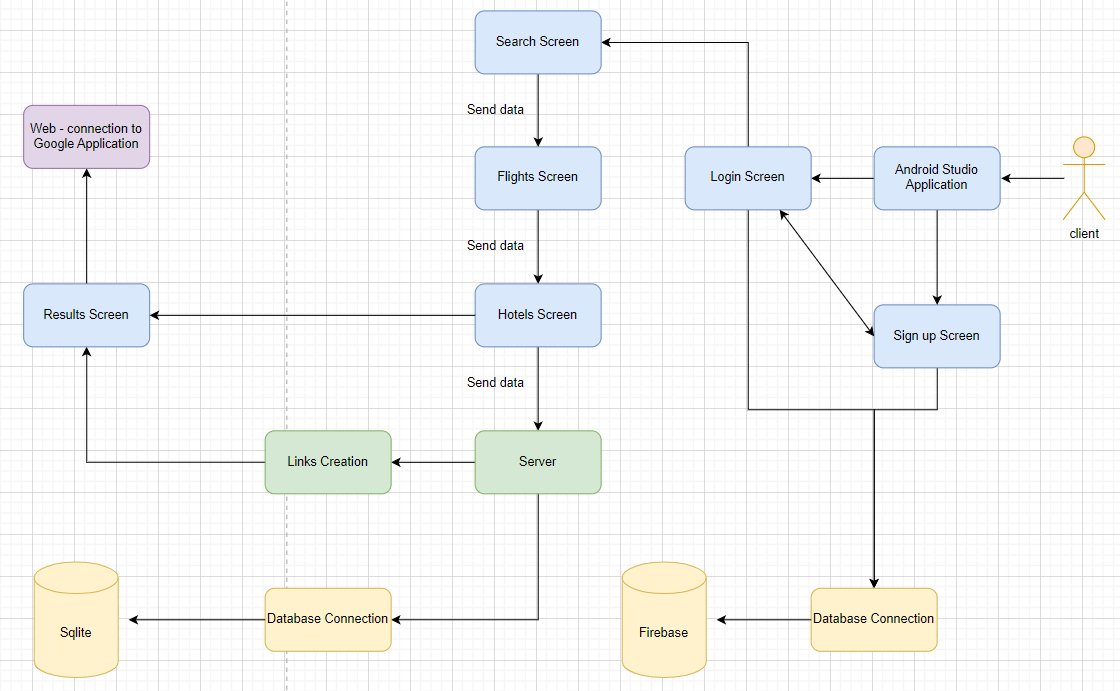 Search Screen
Send data
Web - connection to
Google Application
Flights Screen
Login Screen
Android Studio
Application
client
Send data
Results Screen
Hotels Screen
Sign up Screen
Send data
Links Creation
Server
Sqlite
Database Connection
Firebase
Database Connection